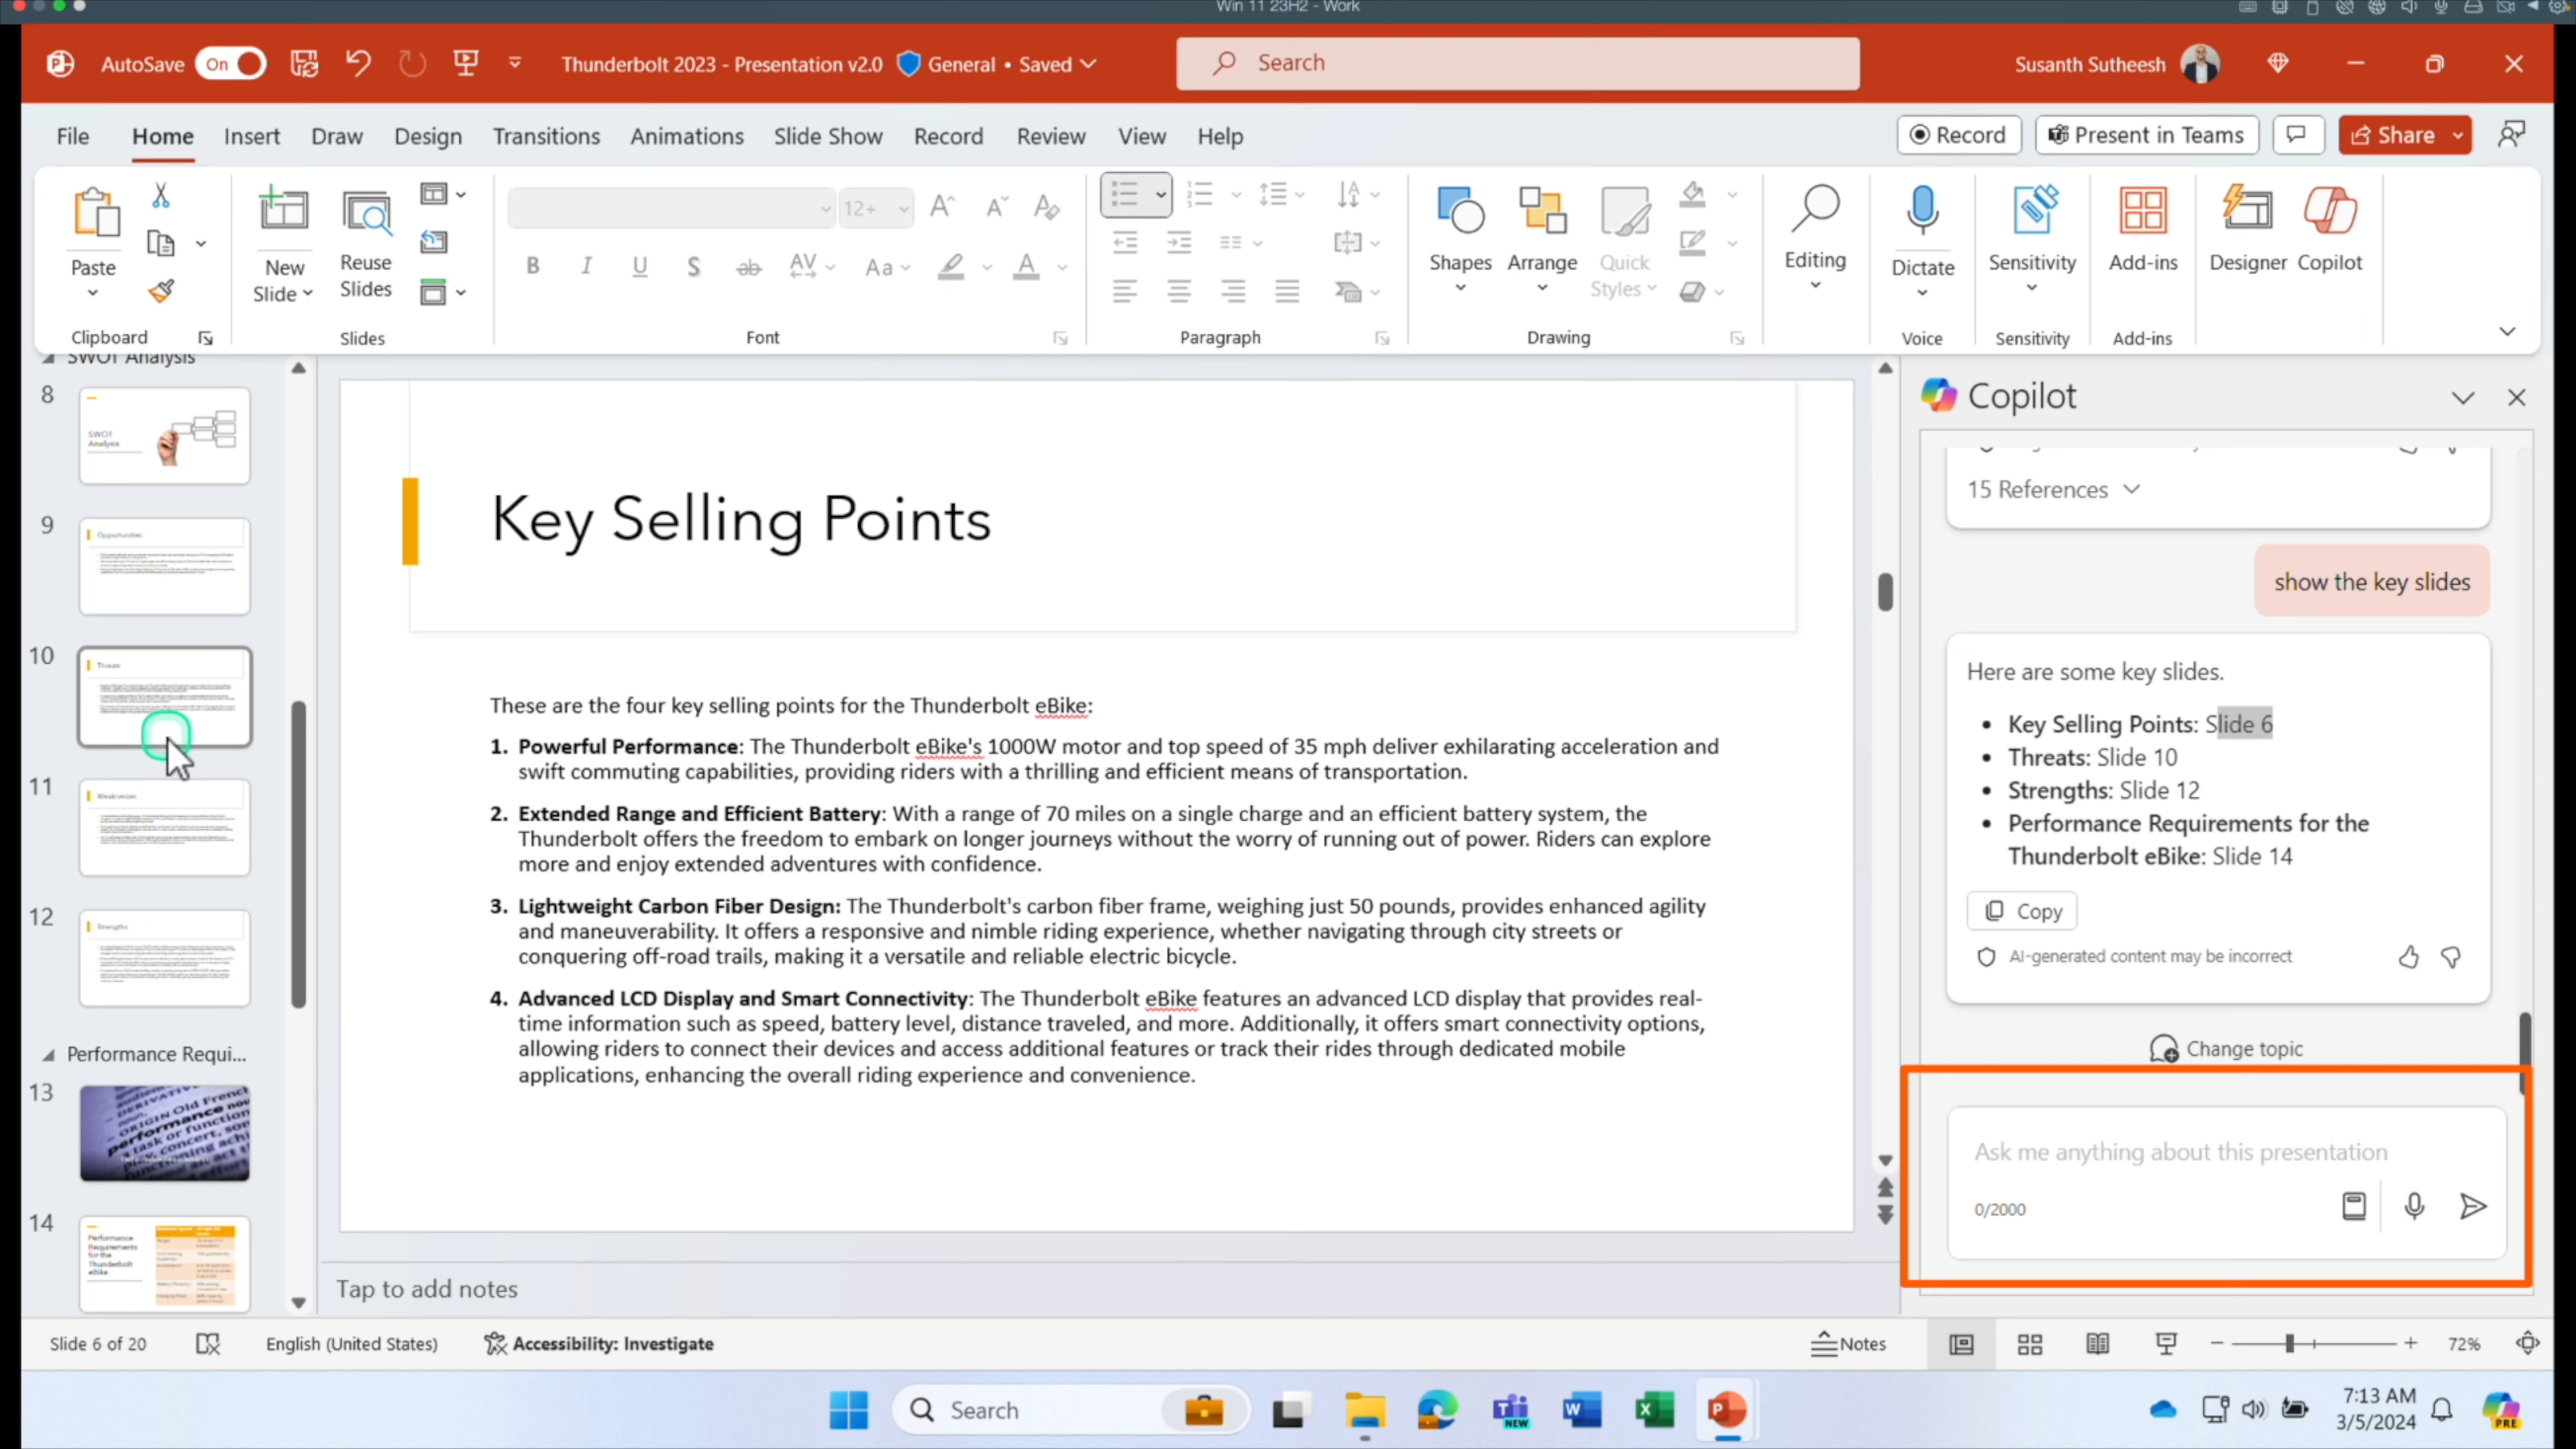 Win 11 23H2 - Work
AutoSave On
Thunderbolt 2023 - Presentation v2.0 General • Saved
Search
Susanth Sutheesh
File Home Insert Draw Design Transitions Animations Slide Show Record Review View Help
Record Present in Teams Share
Paste
New
Slide
Reuse
Slides
12+
Shapes
Arrange
Quick
Styles
Editing
Dictate
Sensitivity
Add-ins
Designer
Copilot
Clipboard
Slides
Font
Paragraph
Drawing
Voice
Sensitivity
Add-ins
SWOT Analysis
8
SWOT
Analysis
9
Opportunities
10
Threats
11
Weaknesses
12
Strengths
Performance Requi...
13
14
Performance
Requirements
for the
Thunderbolt
eBike
Key Selling Points
These are the four key selling points for the Thunderbolt eBike:
1. Powerful Performance: The Thunderbolt eBike's 1000W motor and top speed of 35 mph deliver exhilarating acceleration and
swift commuting capabilities, providing riders with a thrilling and efficient means of transportation.
2. Extended Range and Efficient Battery: With a range of 70 miles on a single charge and an efficient battery system, the
Thunderbolt offers the freedom to embark on longer journeys without the worry of running out of power. Riders can explore
more and enjoy extended adventures with confidence.
3. Lightweight Carbon Fiber Design: The Thunderbolt's carbon fiber frame, weighing just 50 pounds, provides enhanced agility
and maneuverability. It offers a responsive and nimble riding experience, whether navigating through city streets or
conquering off-road trails, making it a versatile and reliable electric bicycle.
4. Advanced LCD Display and Smart Connectivity: The Thunderbolt eBike features an advanced LCD display that provides real-
time information such as speed, battery level, distance traveled, and more. Additionally, it offers smart connectivity options,
allowing riders to connect their devices and access additional features or track their rides through dedicated mobile
applications, enhancing the overall riding experience and convenience.
Tap to add notes
Copilot
15 References
show the key slides
Here are some key slides.
• Key Selling Points: Slide 6
• Threats: Slide 10
• Strengths: Slide 12
• Performance Requirements for the
Thunderbolt eBike: Slide 14
Copy
AI-generated content may be incorrect
Change topic
Ask me anything about this presentation
0/2000
Slide 6 of 20
English (United States)
Accessibility: Investigate
Notes
72%
Search
NEW
7:13 AM
3/5/2024
PRE